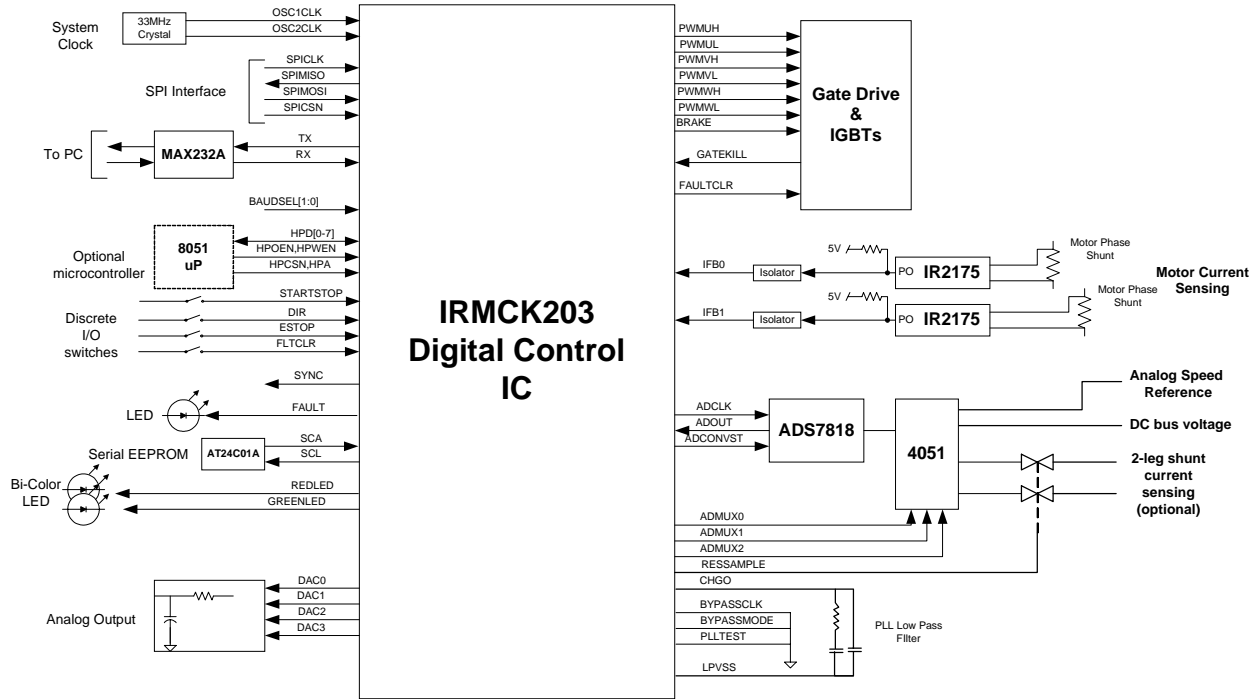 System
Clock
33MHz
Crystal
OSC1CLK
OSC2CLK
SPI Interface
SPICLK
SPIMISO
SPIMOSI
SPICSN
To PC
MAX232A
TX
RX
BAUDSEL[1:0]
Optional
microcontroller
8051
uP
HPD[0-7]
HPOEN,HPWEN
HPCSN,HPA
Discrete
I/O
switches
STARTSTOP
DIR
ESTOP
FLTCLR
SYNC
LED
FAULT
Serial EEPROM
AT24C01A
SCA
SCL
Bi-Color
LED
REDLED
GREENLED
Analog Output
DAC0
DAC1
DAC2
DAC3
IRMCK203
Digital Control
IC
PWMUH
PWMUL
PWMVH
PWMVL
PWMWH
PWMWL
BRAKE
GATEKILL
FAULTCLR
Gate Drive
&
IGBTs
IFB0
Isolator
5V
PO
IR2175
Motor Phase
Shunt
IFB1
Isolator
5V
PO
IR2175
Motor Phase
Shunt
Motor Current
Sensing
ADCLK
ADOUT
ADCONVST
ADS7818
4051
Analog Speed
Reference
DC bus voltage
2-leg shunt
current
sensing
(optional)
ADMUX0
ADMUX1
ADMUX2
RESSAMPLE
CHGO
BYPASSCLK
BYPASSMODE
PLLTEST
LPVSS
PLL Low Pass
FIlter